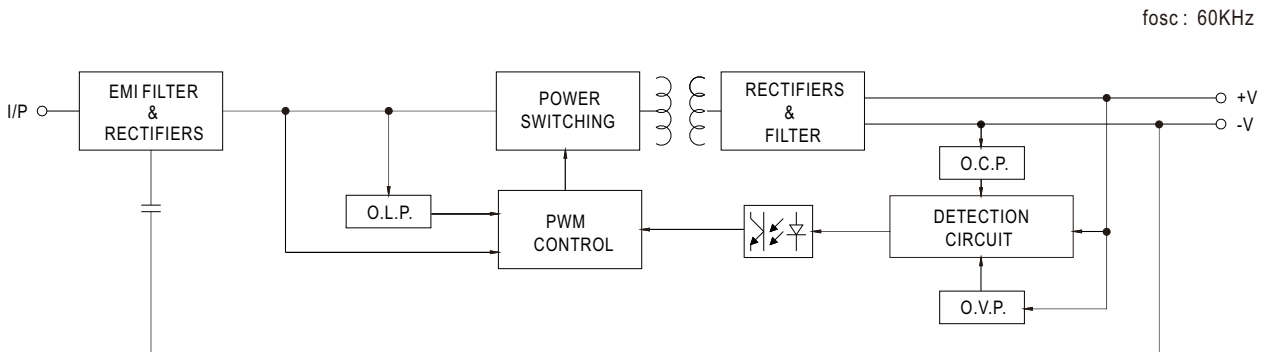 fosc : 60KHz
I/P
EMI FILTER
&
RECTIFIERS
POWER
SWITCHING
RECTIFIERS
&
FILTER
+V
-V
O.C.P.
O.L.P.
PWM
CONTROL
DETECTION
CIRCUIT
O.V.P.